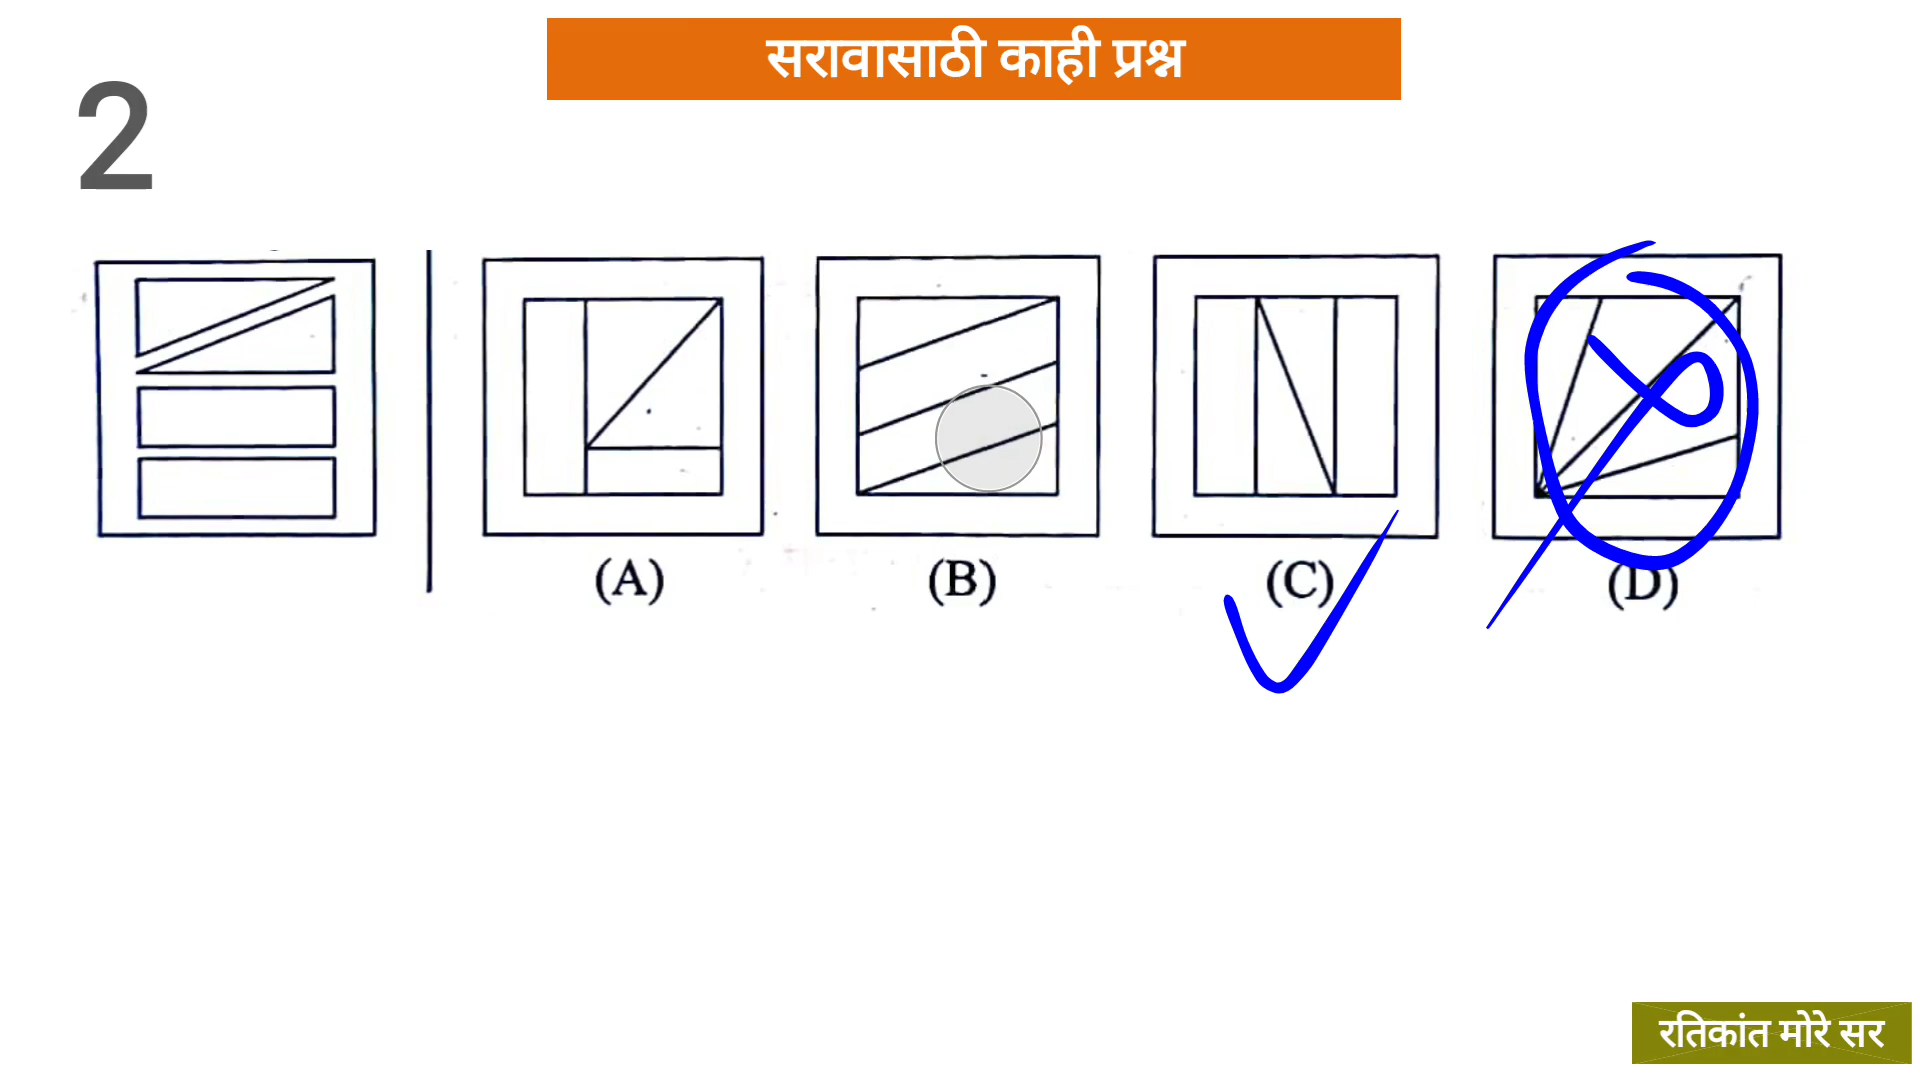 सरावासाठी काही प्रश्न
2
(A)
(B)
(C)
(D)
रतिकांत मोरे सर